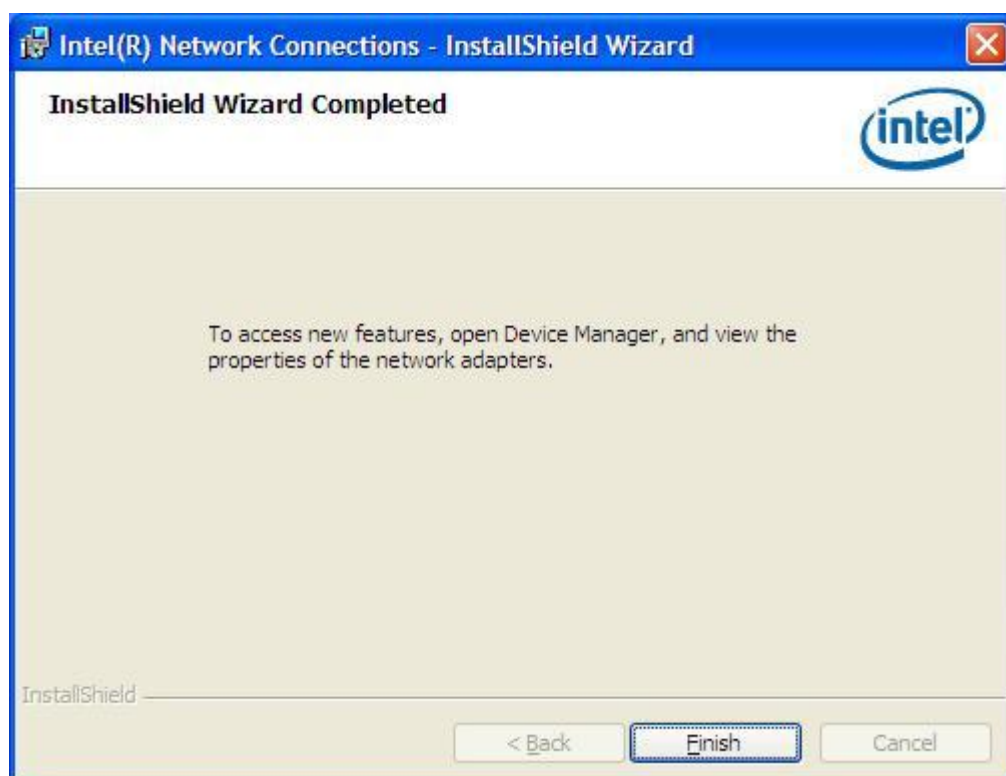 Intel(R) Network Connections - InstallShield Wizard
InstallShield Wizard Completed
intel
To access new features, open Device Manager, and view the
properties of the network adapters.
InstallShield
< Back
Finish
Cancel